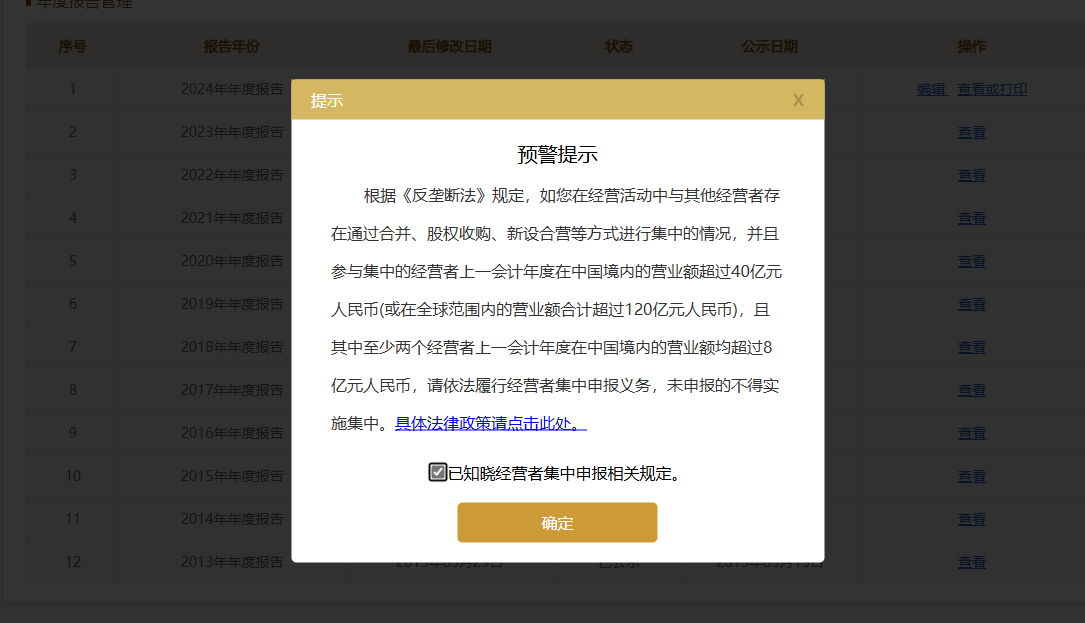 年度报告管理
序号 报告年份 最后修改日期 状态 公示日期 操作
1 2024年年度报告 编辑 查看或打印
2 2023年年度报告 查看
3 2022年年度报告 查看
4 2021年年度报告 查看
5 2020年年度报告 查看
6 2019年年度报告 查看
7 2018年年度报告 查看
8 2017年年度报告 查看
9 2016年年度报告 查看
10 2015年年度报告 查看
11 2014年年度报告 查看
12 2013年年度报告 查看
提示 X
预警提示
根据《反垄断法》规定，如您在经营活动中与其他经营者存
在通过合并、股权收购、新设合营等方式进行集中的情况，并且
参与集中的经营者上一会计年度在中国境内的营业额超过40亿元
人民币(或在全球范围内的营业额合计超过120亿元人民币)，且
其中至少两个经营者上一会计年度在中国境内的营业额均超过8
亿元人民币，请依法履行经营者集中申报义务，未申报的不得实
施集中。具体法律政策请点击此处。
已知晓经营者集中申报相关规定。
确定